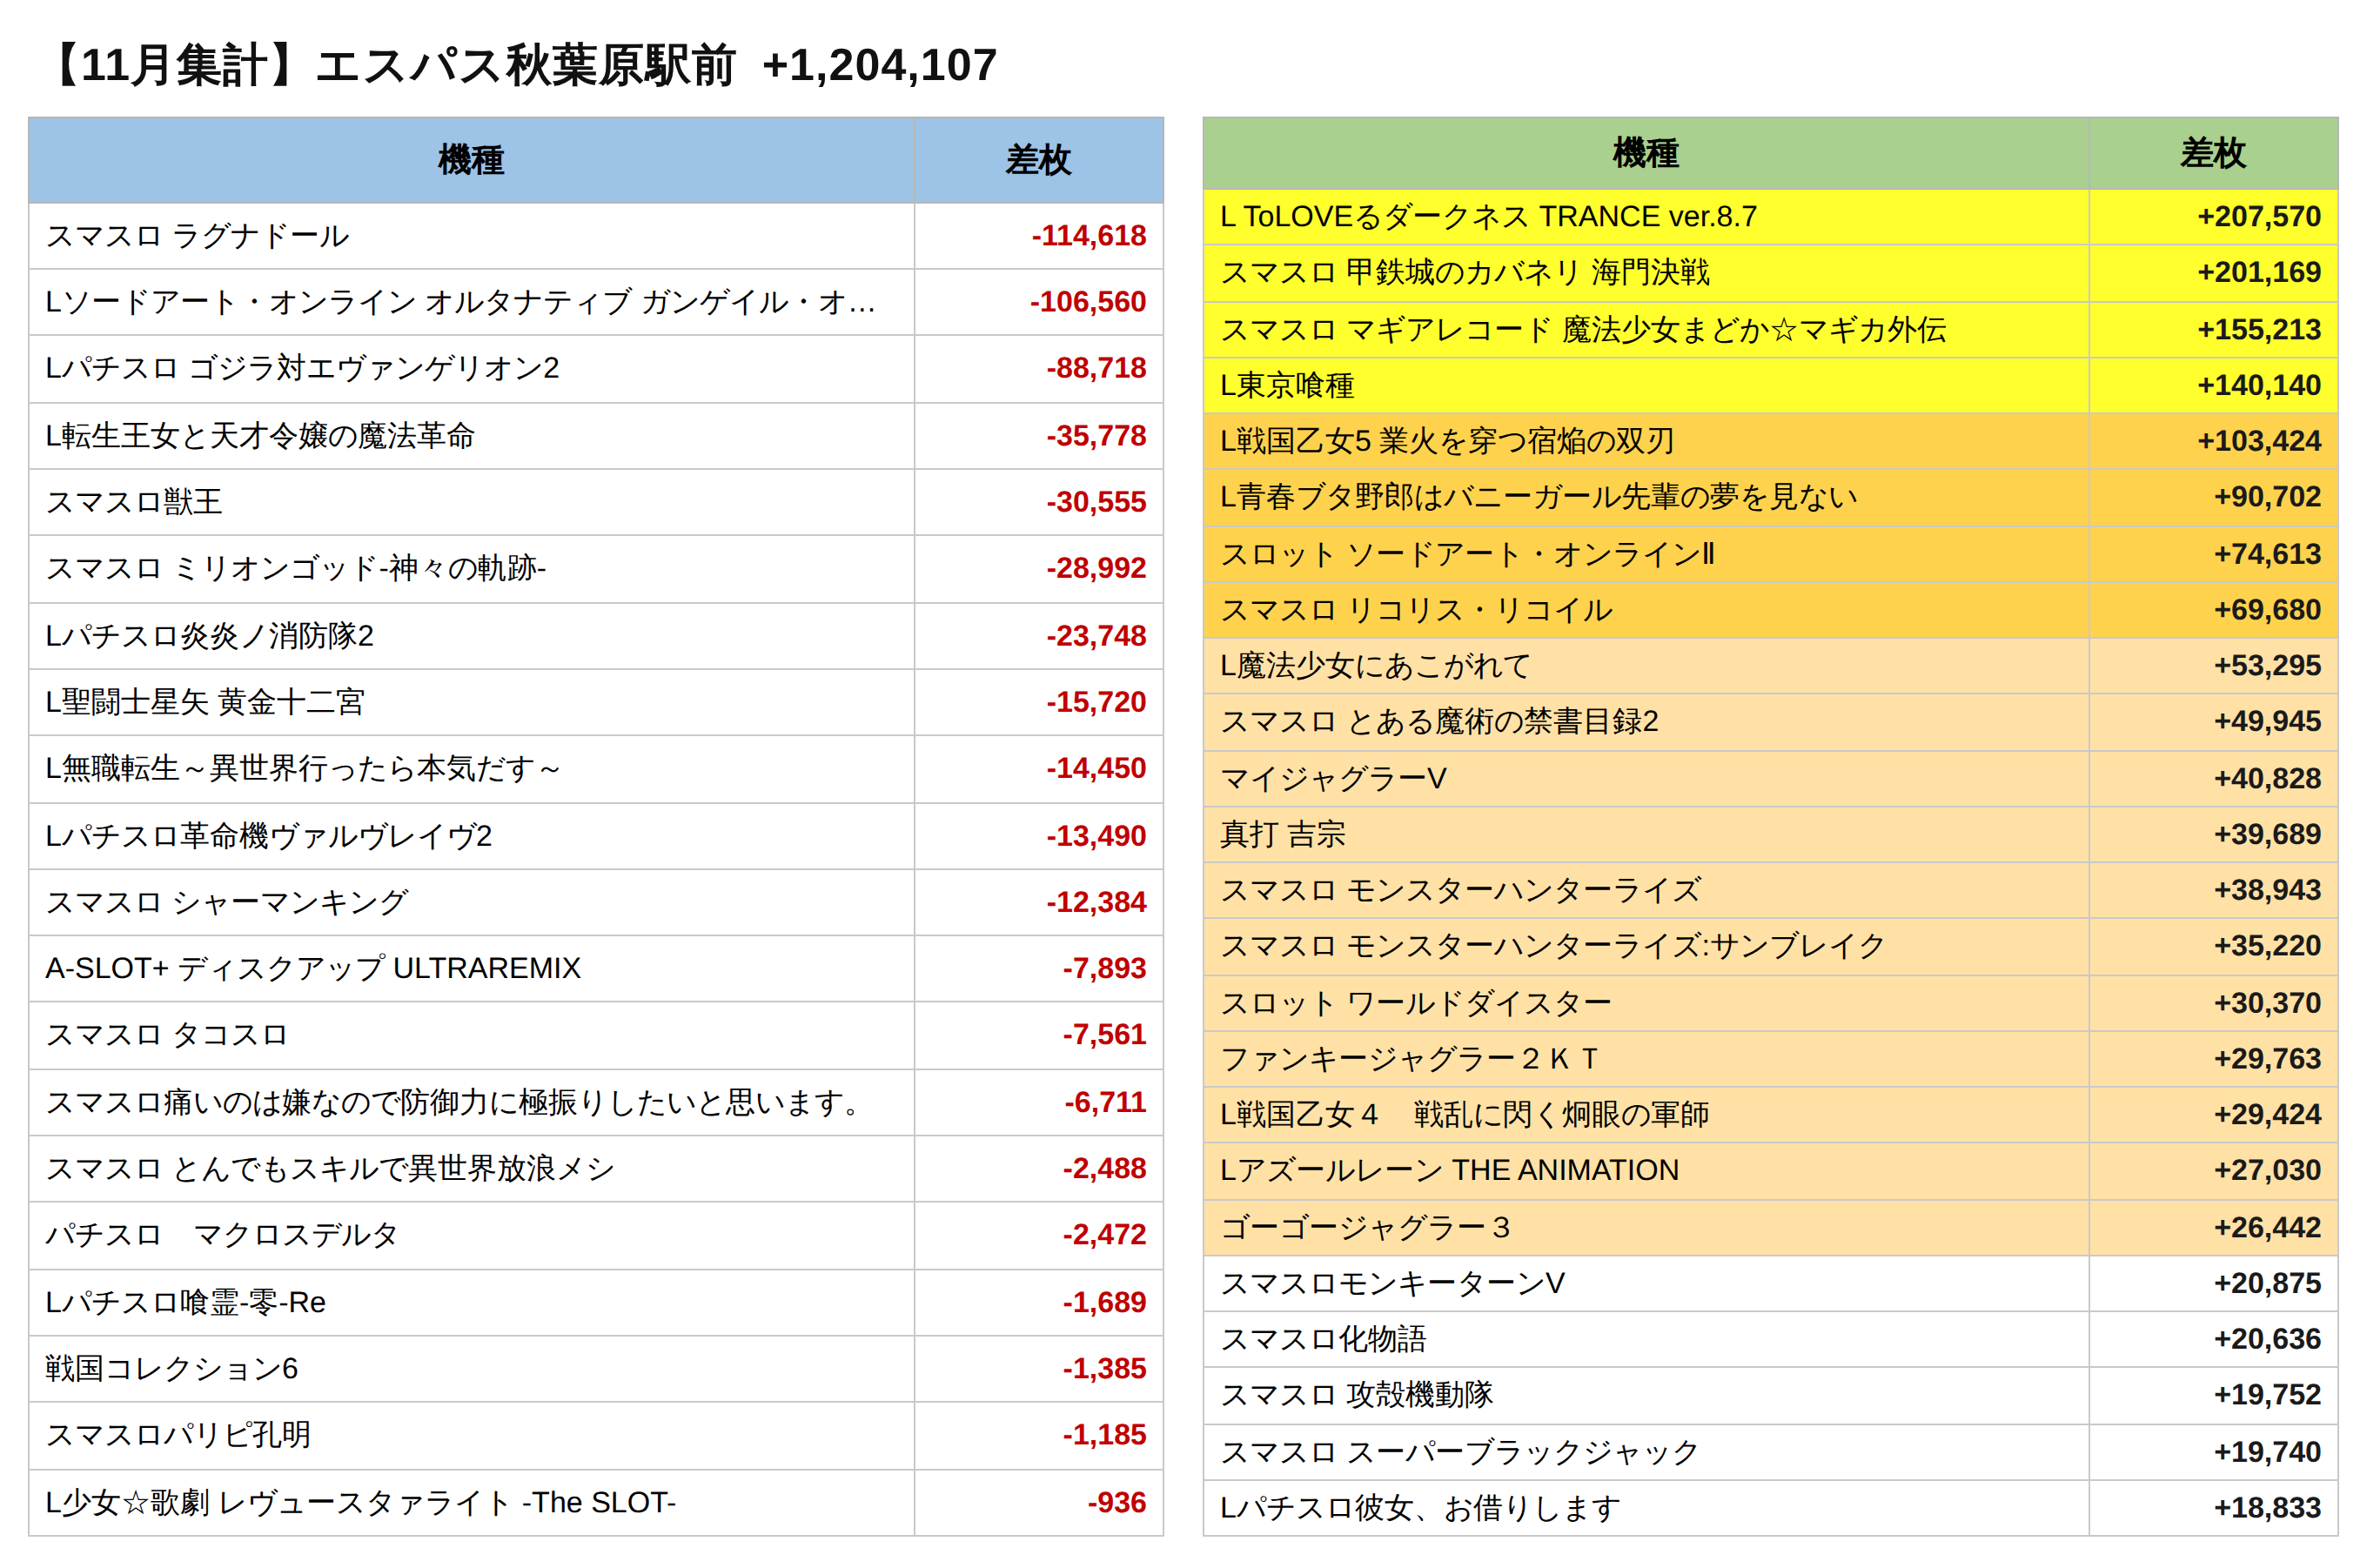 【11月集計】エスパス秋葉原駅前 +1,204,107
機種 差枚
スマスロ ラグナドール -114,618
Lソードアート・オンライン オルタナティブ ガンゲイル・オ… -106,560
Lパチスロ ゴジラ対エヴァンゲリオン2 -88,718
L転生王女と天才令嬢の魔法革命 -35,778
スマスロ獣王 -30,555
スマスロ ミリオンゴッド-神々の軌跡- -28,992
Lパチスロ炎炎ノ消防隊2 -23,748
L聖闘士星矢 黄金十二宮 -15,720
L無職転生～異世界行ったら本気だす～ -14,450
Lパチスロ革命機ヴァルヴレイヴ2 -13,490
スマスロ シャーマンキング -12,384
A-SLOT+ ディスクアップ ULTRAREMIX -7,893
スマスロ タコスロ -7,561
スマスロ痛いのは嫌なので防御力に極振りしたいと思います。 -6,711
スマスロ とんでもスキルで異世界放浪メシ -2,488
パチスロ　マクロスデルタ -2,472
Lパチスロ喰霊-零-Re -1,689
戦国コレクション6 -1,385
スマスロパリピ孔明 -1,185
L少女☆歌劇 レヴュースタァライト -The SLOT- -936
機種 差枚
L ToLOVEるダークネス TRANCE ver.8.7 +207,570
スマスロ 甲鉄城のカバネリ 海門決戦 +201,169
スマスロ マギアレコード 魔法少女まどか☆マギカ外伝 +155,213
L東京喰種 +140,140
L戦国乙女5 業火を穿つ宿焔の双刃 +103,424
L青春ブタ野郎はバニーガール先輩の夢を見ない +90,702
スロット ソードアート・オンラインⅡ +74,613
スマスロ リコリス・リコイル +69,680
L魔法少女にあこがれて +53,295
スマスロ とある魔術の禁書目録2 +49,945
マイジャグラーV +40,828
真打 吉宗 +39,689
スマスロ モンスターハンターライズ +38,943
スマスロ モンスターハンターライズ:サンブレイク +35,220
スロット ワールドダイスター +30,370
ファンキージャグラー２ＫＴ +29,763
L戦国乙女４　戦乱に閃く炯眼の軍師 +29,424
Lアズールレーン THE ANIMATION +27,030
ゴーゴージャグラー３ +26,442
スマスロモンキーターンV +20,875
スマスロ化物語 +20,636
スマスロ 攻殻機動隊 +19,752
スマスロ スーパーブラックジャック +19,740
Lパチスロ彼女、お借りします +18,833